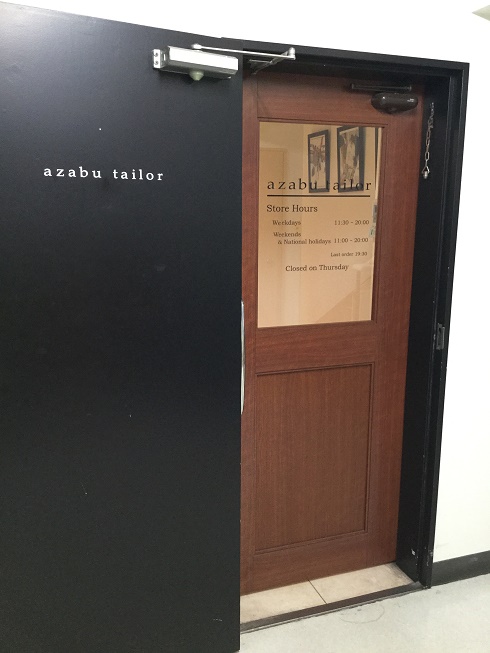 azabu tailor
azabu tailor
Store Hours
Weekdays 11:30 - 20:00
Weekends
& National holidays 11:00 - 20:00
Last order 19:30
Closed on Thursday